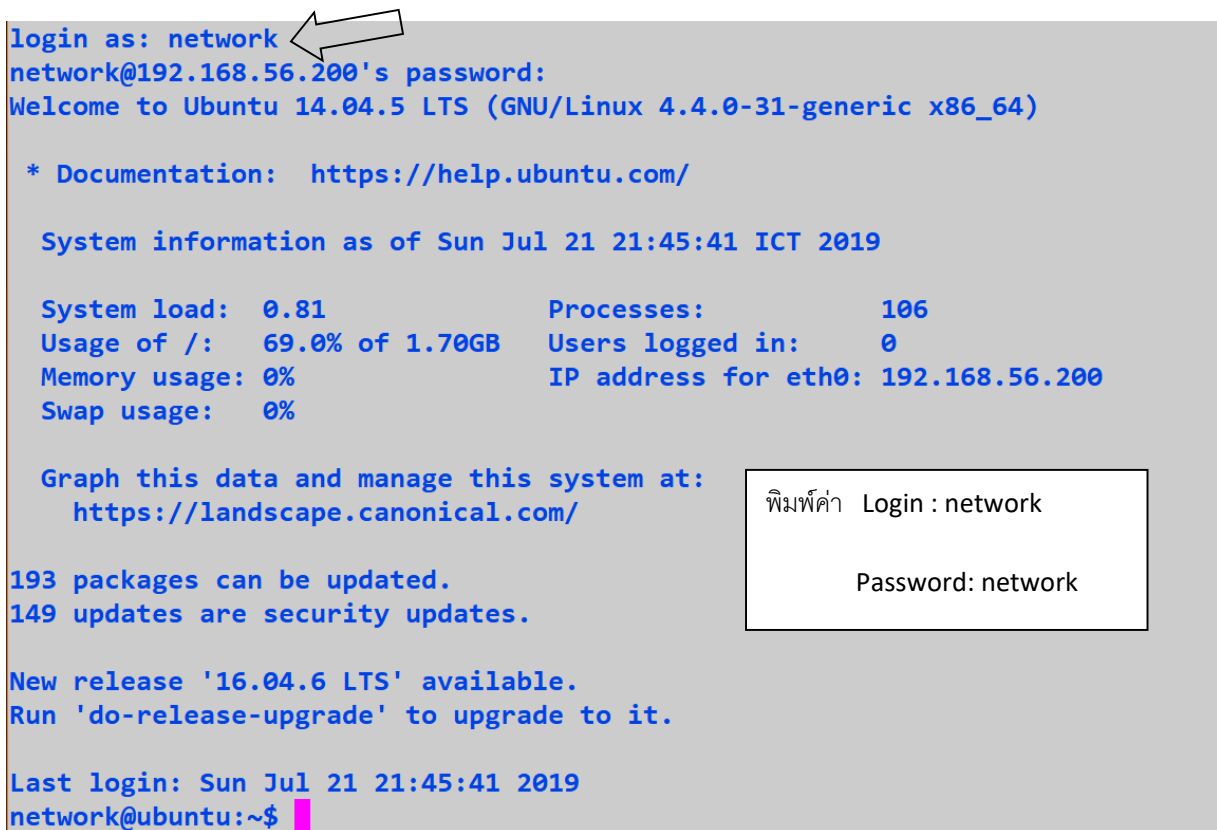 login as: network
network@192.168.56.200's password:
Welcome to Ubuntu 14.04.5 LTS (GNU/Linux 4.4.0-31-generic x86_64)
* Documentation: https://help.ubuntu.com/
System information as of Sun Jul 21 21:45:41 ICT 2019
System load: 0.81 Processes: 106
Usage of /: 69.0% of 1.70GB Users logged in: 0
Memory usage: 0% IP address for eth0: 192.168.56.200
Swap usage: 0%
Graph this data and manage this system at:
https://landscape.canonical.com/
พิมพ์ค่า Login : network
Password: network
193 packages can be updated.
149 updates are security updates.
New release '16.04.6 LTS' available.
Run 'do-release-upgrade' to upgrade to it.
Last login: Sun Jul 21 21:45:41 2019
network@ubuntu:~$